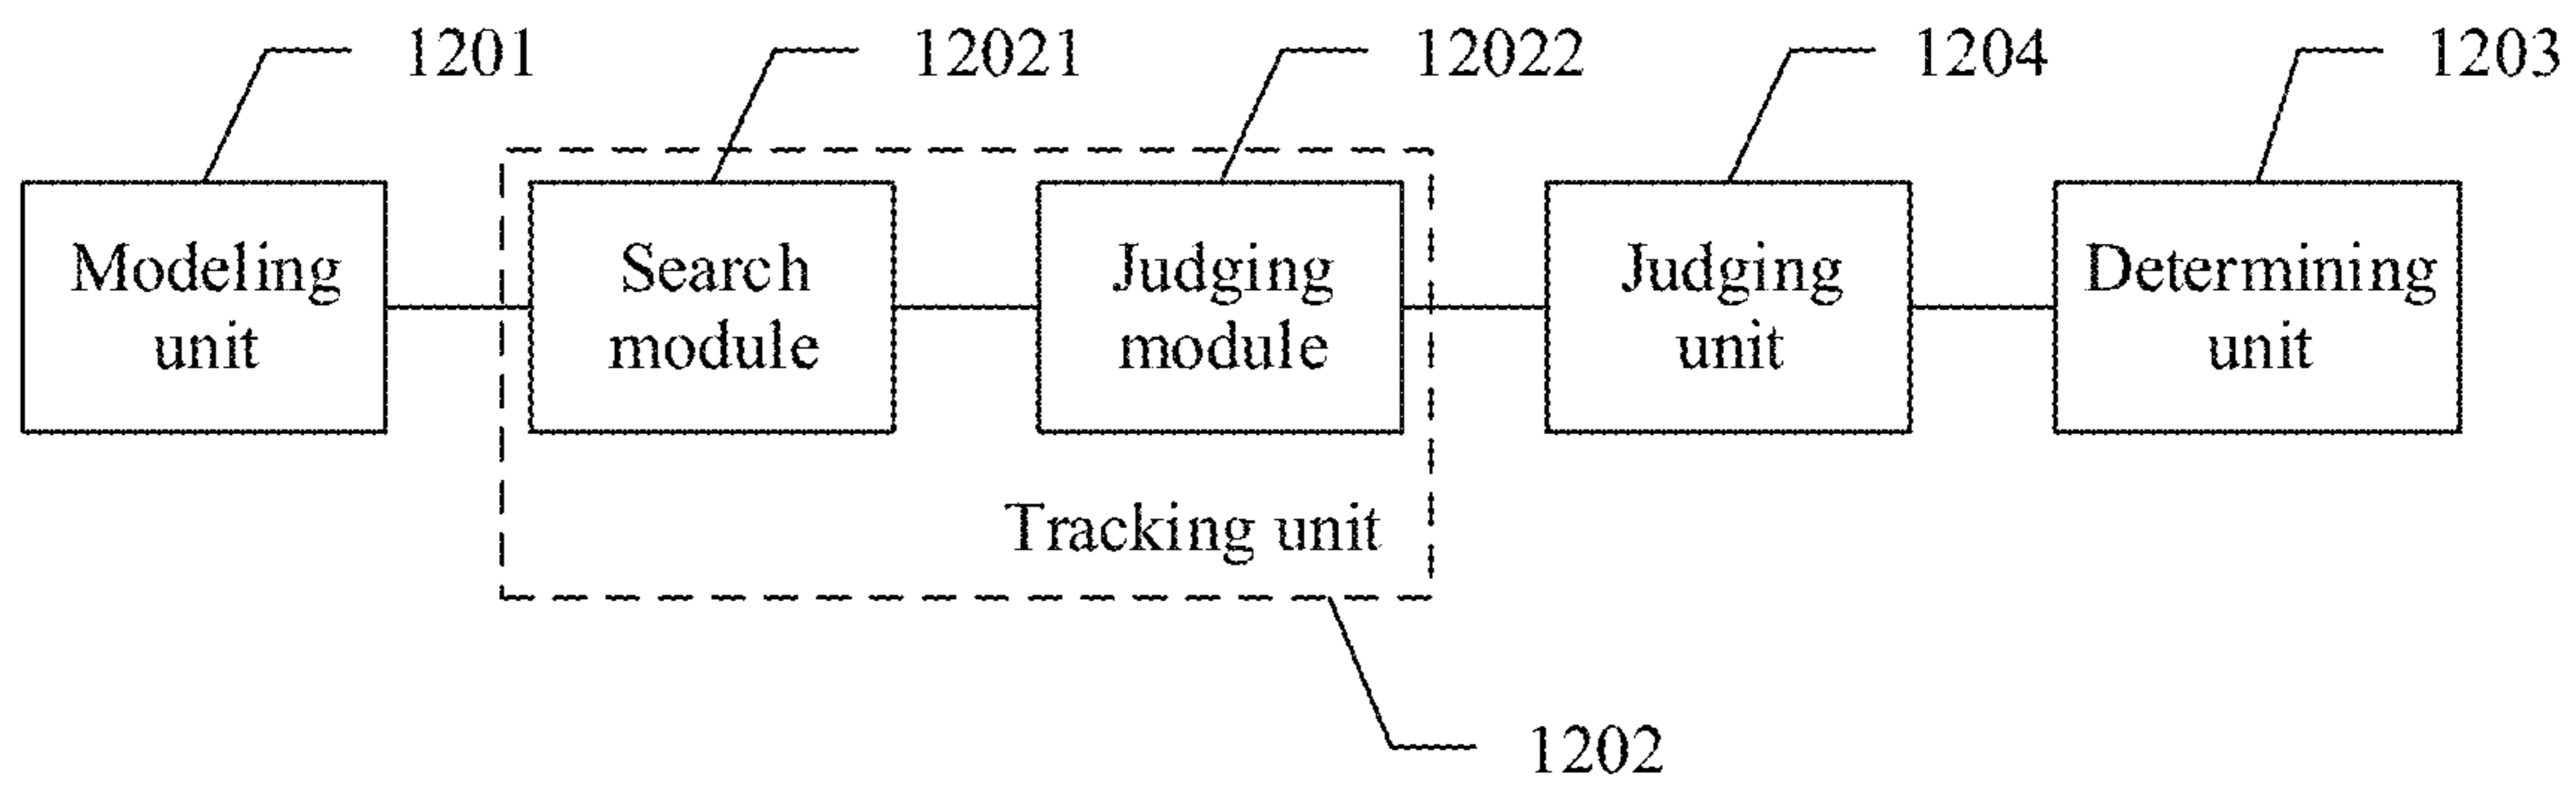 1201
12021
12022
1204
1203
Modeling
unit
Search
module
Judging
module
Judging
unit
Determining
unit
Tracking unit
1202